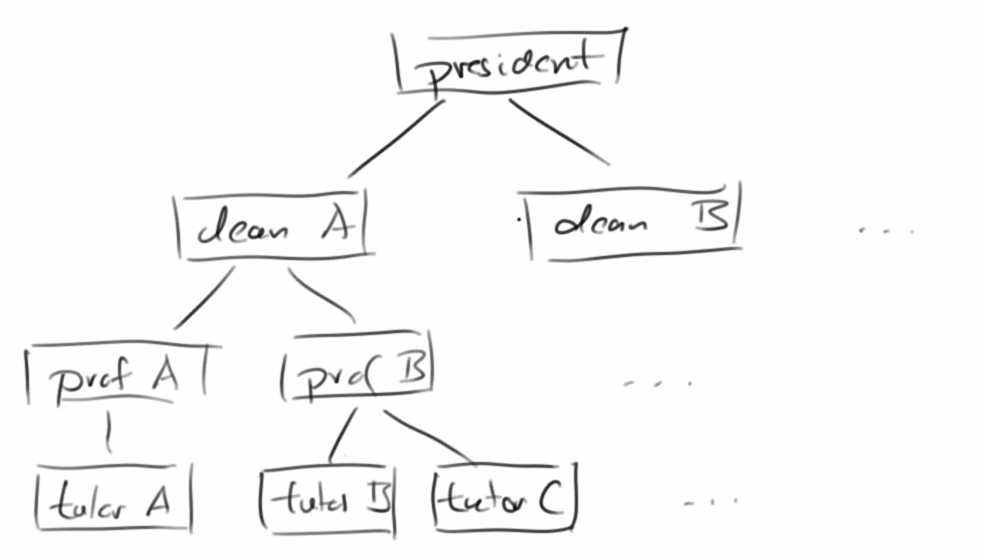 president
dean A dean B ...
prof A prof B ...
tutor A tutor B tutor C ...